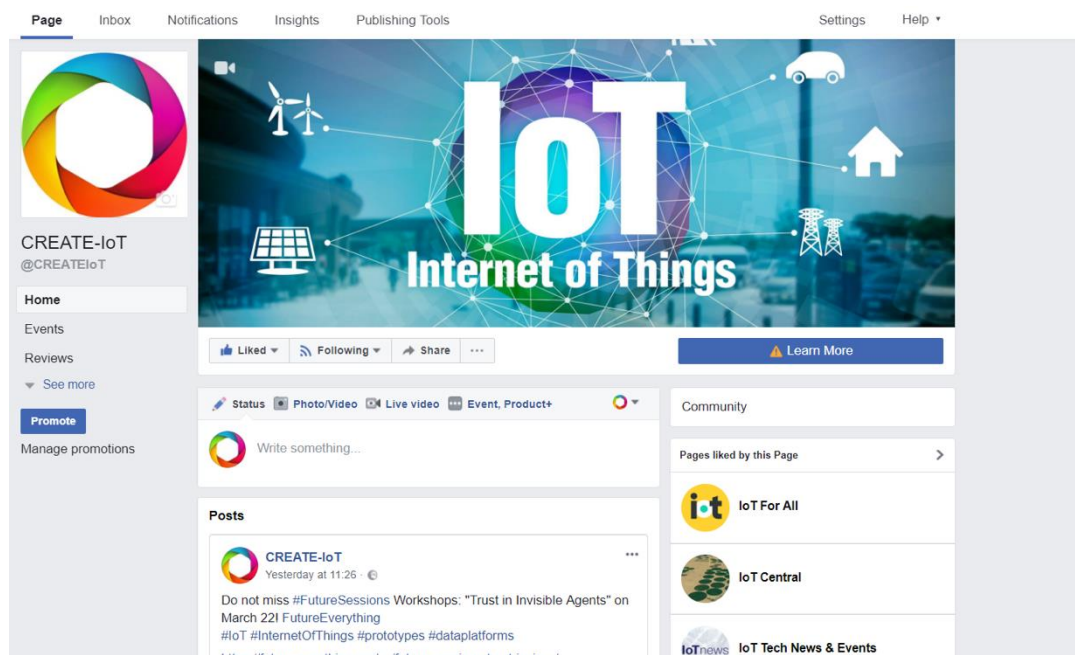 Page Inbox Notifications Insights Publishing Tools Settings Help
IoT
Internet of Things
CREATE-IoT
@CREATEIoT
Home
Events
Reviews
See more
Promote
Manage promotions
Liked Following Share
Learn More
Status Photo/Video Live video Event, Product+
Write something...
Community
Pages liked by this Page
IoT For All
IoT Central
IoT Tech News & Events
iot
IoTnews
Posts
CREATE-IoT
Yesterday at 11:26 ·
Do not miss #FutureSessions Workshops: "Trust in Invisible Agents" on
March 22! FutureEverything
#IoT #InternetOfThings #prototypes #dataplatforms